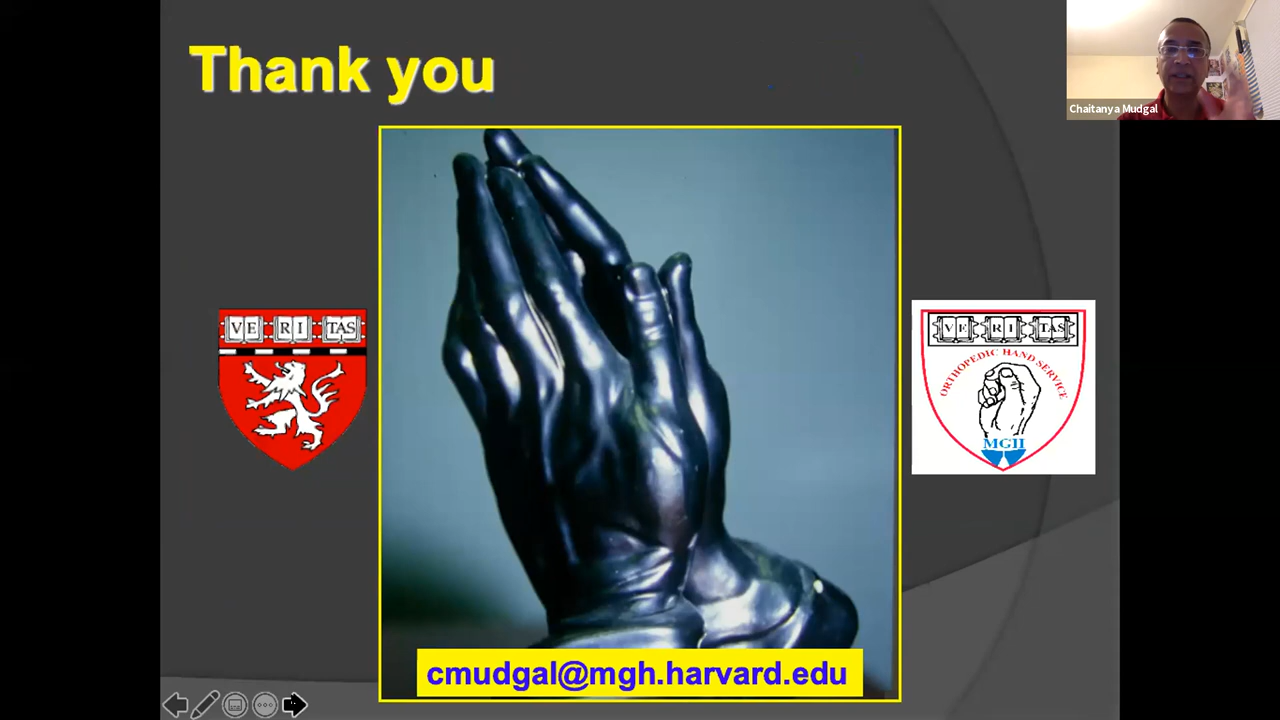 Thank you
Chaitanya Mudgal
VE RI TAS
VE RI TAS
ORTHOPEDIC HAND SERVICE
MGH
cmudgal@mgh.harvard.edu